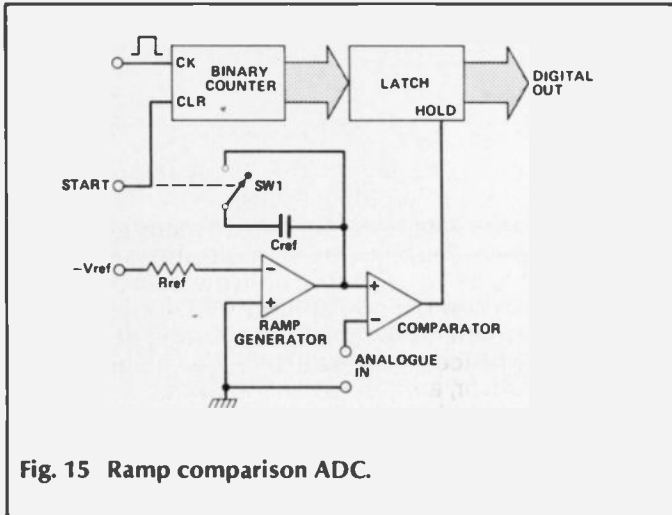 CK
BINARY
COUNTER
CLR
LATCH
HOLD
DIGITAL
OUT
START
SW1
Cref
~Vref
Rref
-
+
RAMP
GENERATOR
+
-
COMPARATOR
ANALOGUE
IN
Fig. 15 Ramp comparison ADC.